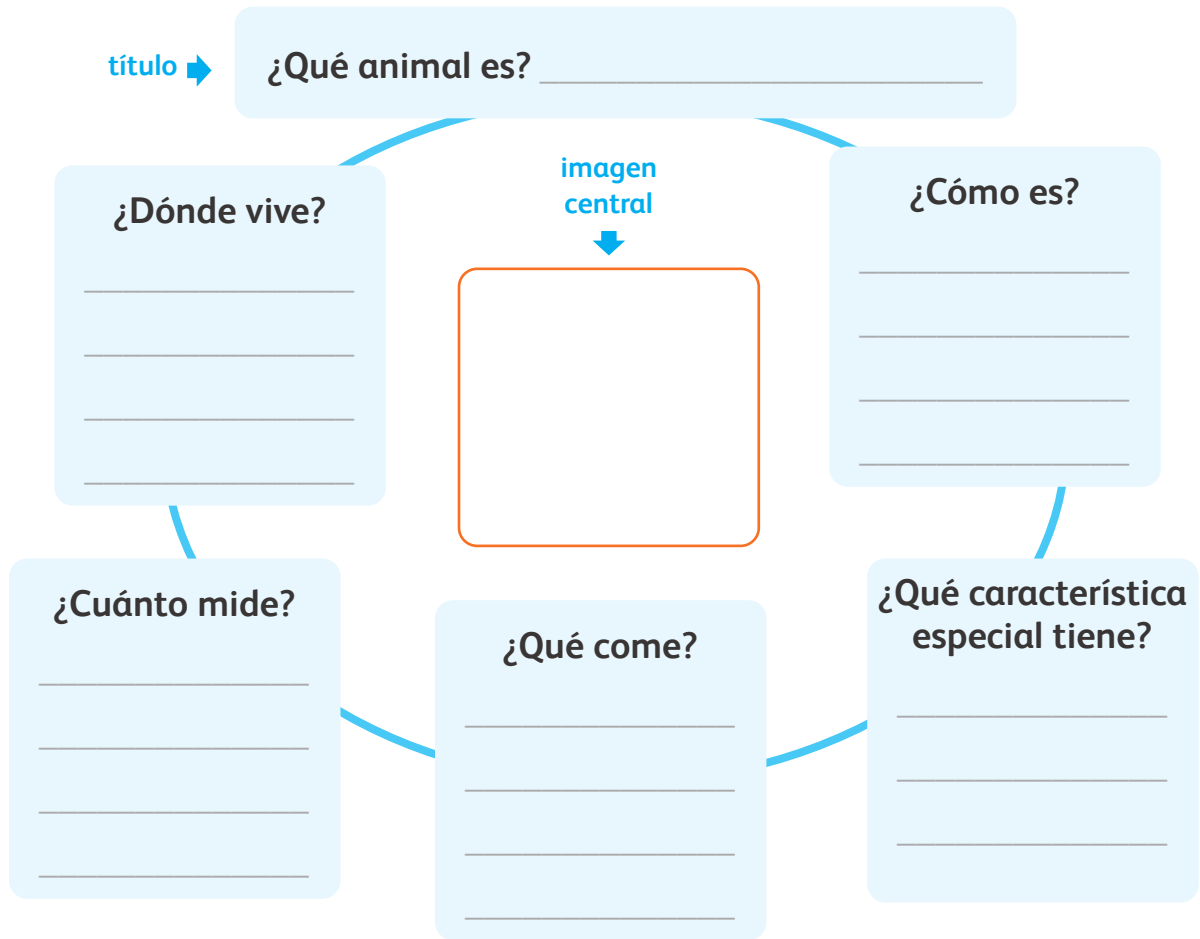 título
¿Qué animal es?
imagen
central
¿Dónde vive?
¿Cómo es?
¿Cuánto mide?
¿Qué come?
¿Qué característica
especial tiene?